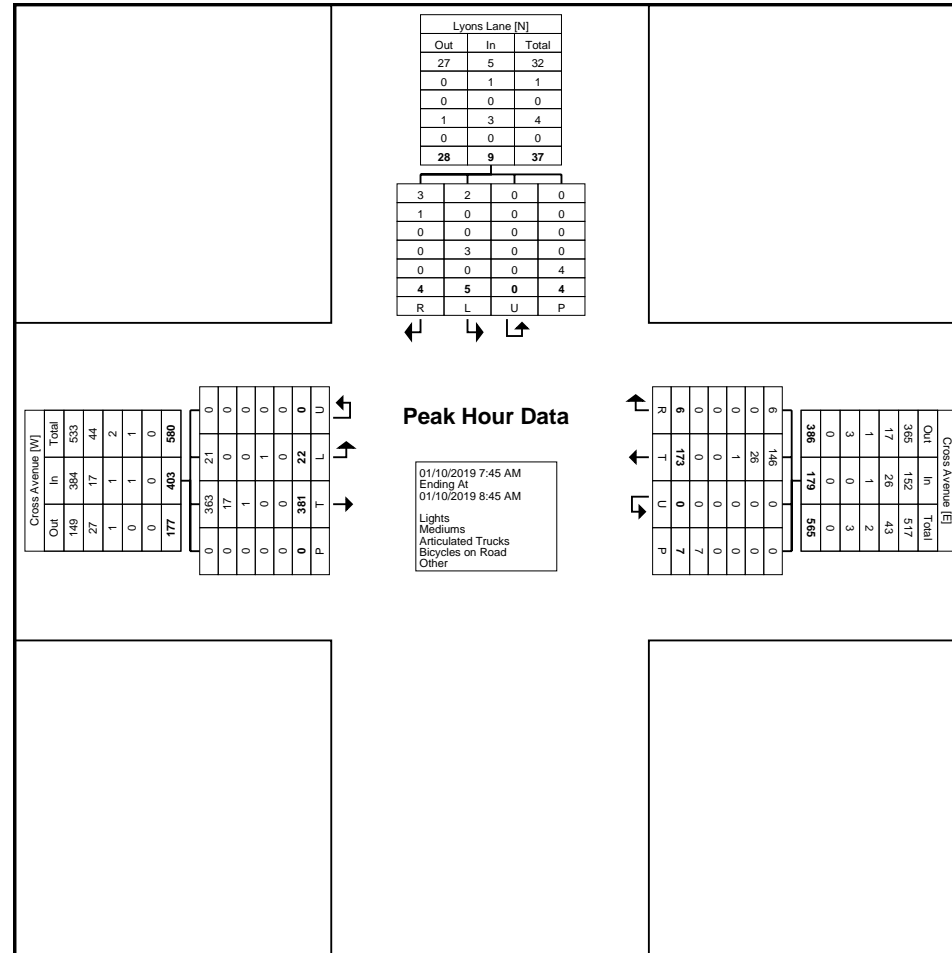 Lyons Lane [N]
Out In Total
27 5 32
0 1 1
0 0 0
1 3 4
0 0 0
28 9 37
3 2 0 0
1 0 0 0
0 0 0 0
0 3 0 0
0 0 0 4
4 5 0 4
R L U P
Peak Hour Data
01/10/2019 7:45 AM
Ending At
01/10/2019 8:45 AM
Lights
Mediums
Articulated Trucks
Bicycles on Road
Other
Cross Avenue [W]
Out In Total
149 384 533
27 17 44
1 1 2
0 1 1
0 0 0
177 403 580
0 21 363 0
0 0 17 0
0 0 1 0
0 1 0 0
0 0 0 0
0 22 381 0
U L T P
Cross Avenue [E]
Out In Total
365 152 517
17 26 43
1 1 2
3 0 3
0 0 0
386 179 565
6 146 0 0
0 26 0 0
0 1 0 0
0 0 0 0
0 0 0 7
6 173 0 7
R T U P